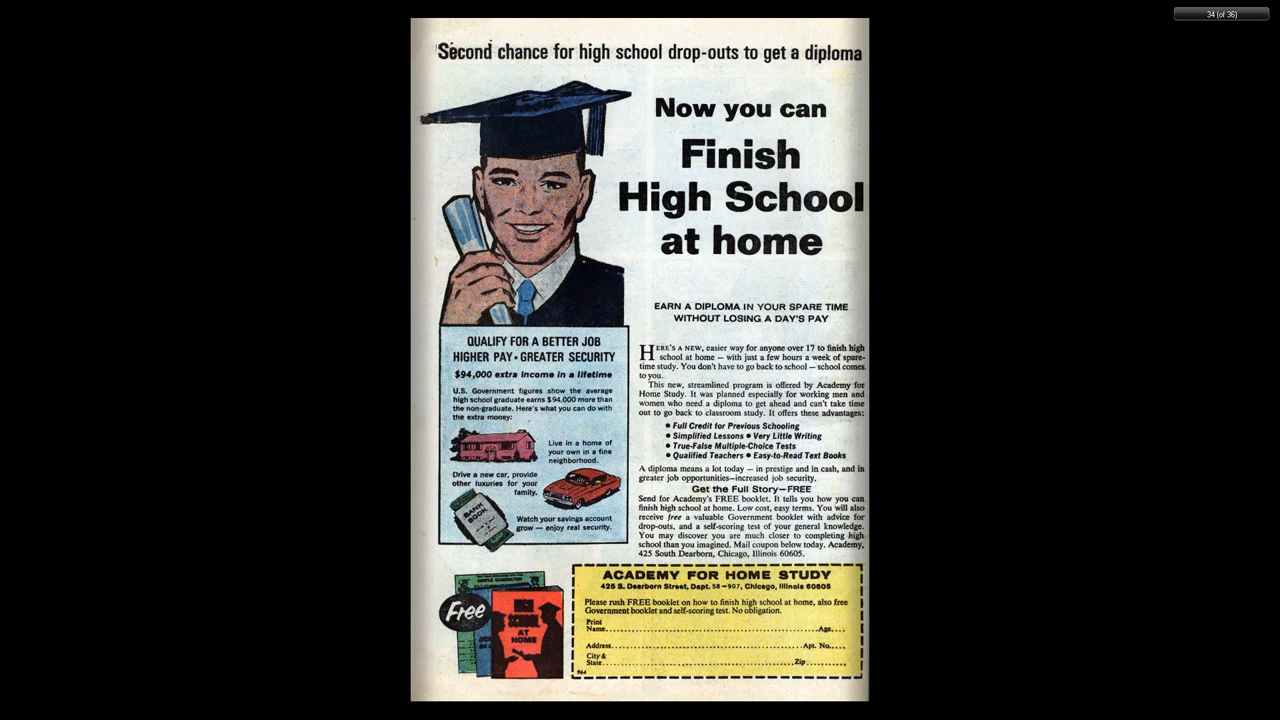 34 (of 36)
Second chance for high school drop-outs to get a diploma
Now you can
Finish
High School
at home
EARN A DIPLOMA IN YOUR SPARE TIME
WITHOUT LOSING A DAY'S PAY
QUALIFY FOR A BETTER JOB
HIGHER PAY • GREATER SECURITY
$94,000 extra income in a lifetime
U.S. Government figures show the average
high school graduate earns $94,000 more than
the non-graduate. Here's what you can do with
the extra money:
Live in a home of
your own in a fine
neighborhood.
Drive a new car, provide
other luxuries for your
family.
BANK
BOOK
Watch your savings account
grow — enjoy real security.
HERE'S A NEW, easier way for anyone over 17 to finish high
school at home — with just a few hours a week of spare-
time study. You don't have to go back to school — school comes
to you.
This new, streamlined program is offered by Academy for
Home Study. It was planned especially for working men and
women who need a diploma to get ahead and can't take time
out to go back to classroom study. It offers these advantages:
• Full Credit for Previous Schooling
• Simplified Lessons • Very Little Writing
• True-False Multiple-Choice Tests
• Qualified Teachers • Easy-to-Read Text Books
A diploma means a lot today — in prestige and in cash, and in
greater job opportunities—increased job security.
Get the Full Story—FREE
Send for Academy's FREE booklet. It tells you how you can
finish high school at home. Low cost, easy terms. You will also
receive free a valuable Government booklet with advice for
drop-outs, and a self-scoring test of your general knowledge.
You may discover you are much closer to completing high
school than you imagined. Mail coupon below today. Academy,
425 South Dearborn, Chicago, Illinois 60605.
Free
HIGH
SCHOOL
AT
HOME
ACADEMY FOR HOME STUDY
425 S. Dearborn Street, Dept. 58-907, Chicago, Illinois 60605
Please rush FREE booklet on how to finish high school at home, also free
Government booklet and self-scoring test. No obligation.
Print
Name Age
Address Apt. No.
City &
State Zip
964